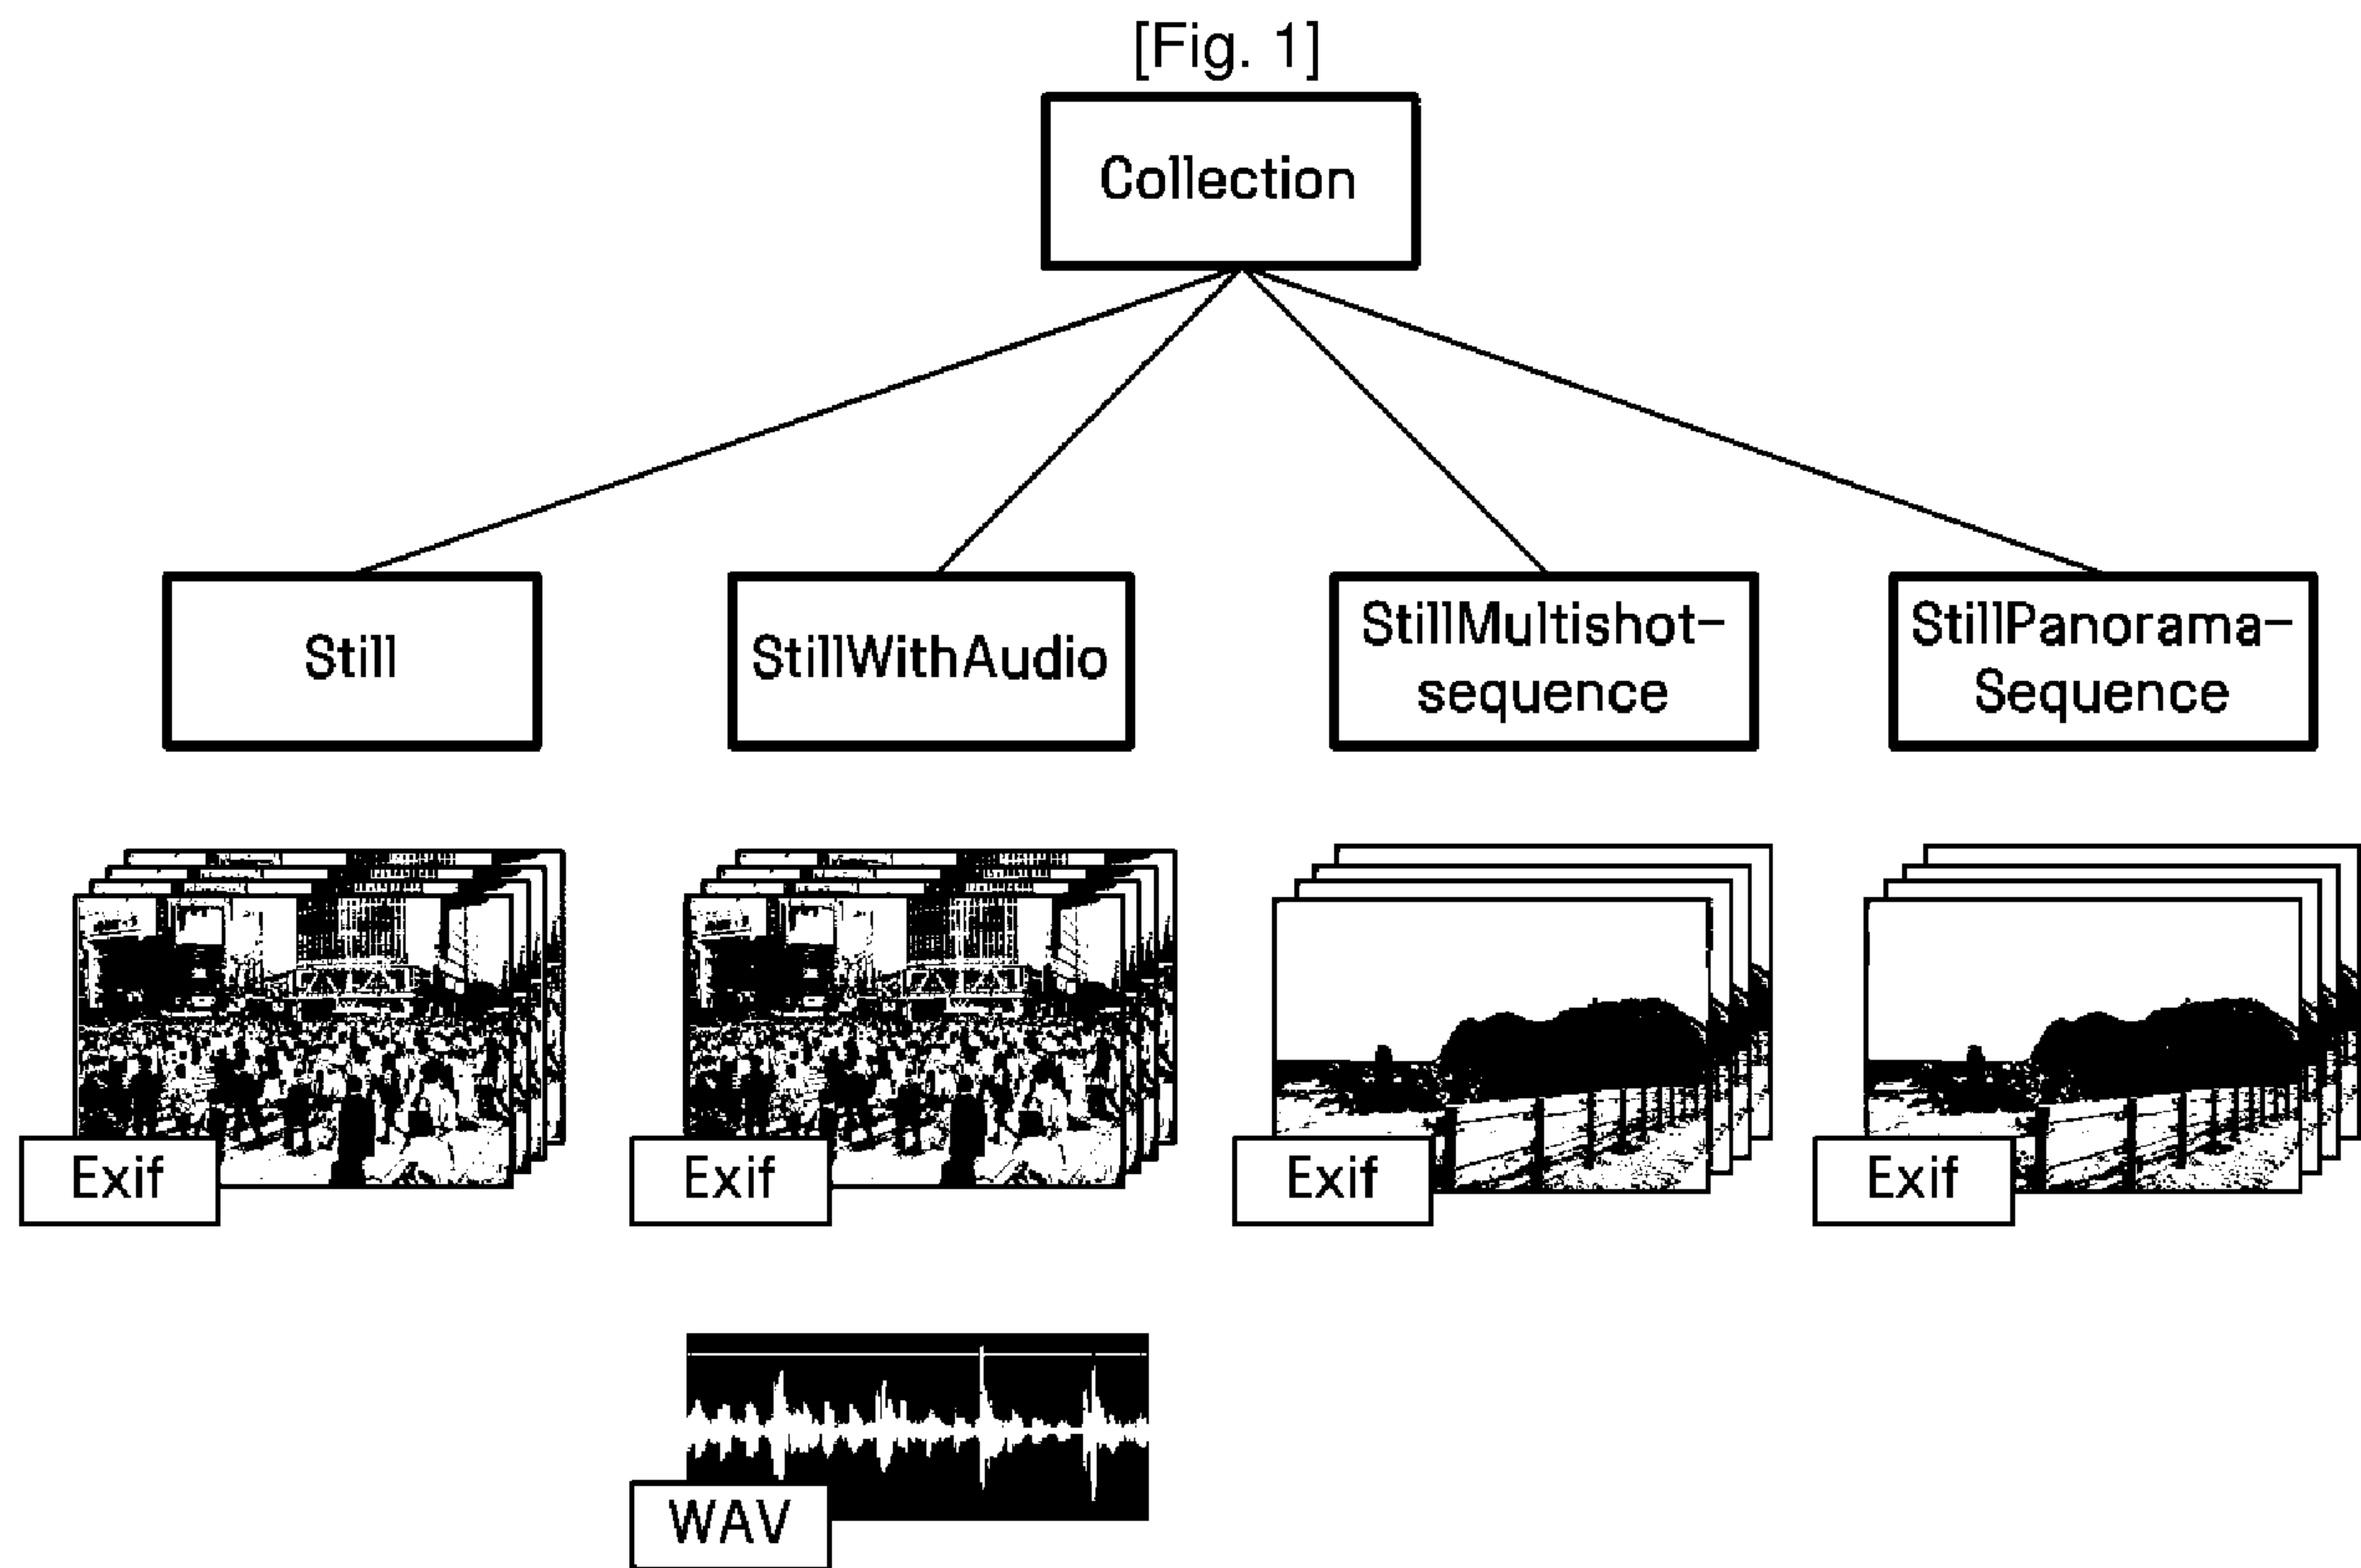 [Fig. 1]
Collection
Still
StillWithAudio
StillMultishot-
sequence
StillPanorama-
Sequence
Exif
Exif
Exif
Exif
WAV